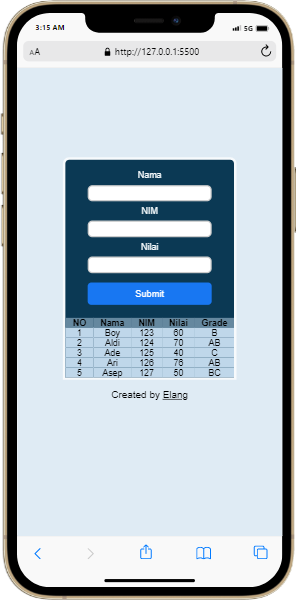 3:15 AM 5G
AA http://127.0.0.1:5500
Nama
NIM
Nilai
Submit
NO Nama NIM Nilai Grade
1 Boy 123 60 B
2 Aldi 124 70 AB
3 Ade 125 40 C
4 Ari 126 76 AB
5 Asep 127 50 BC
Created by Elang